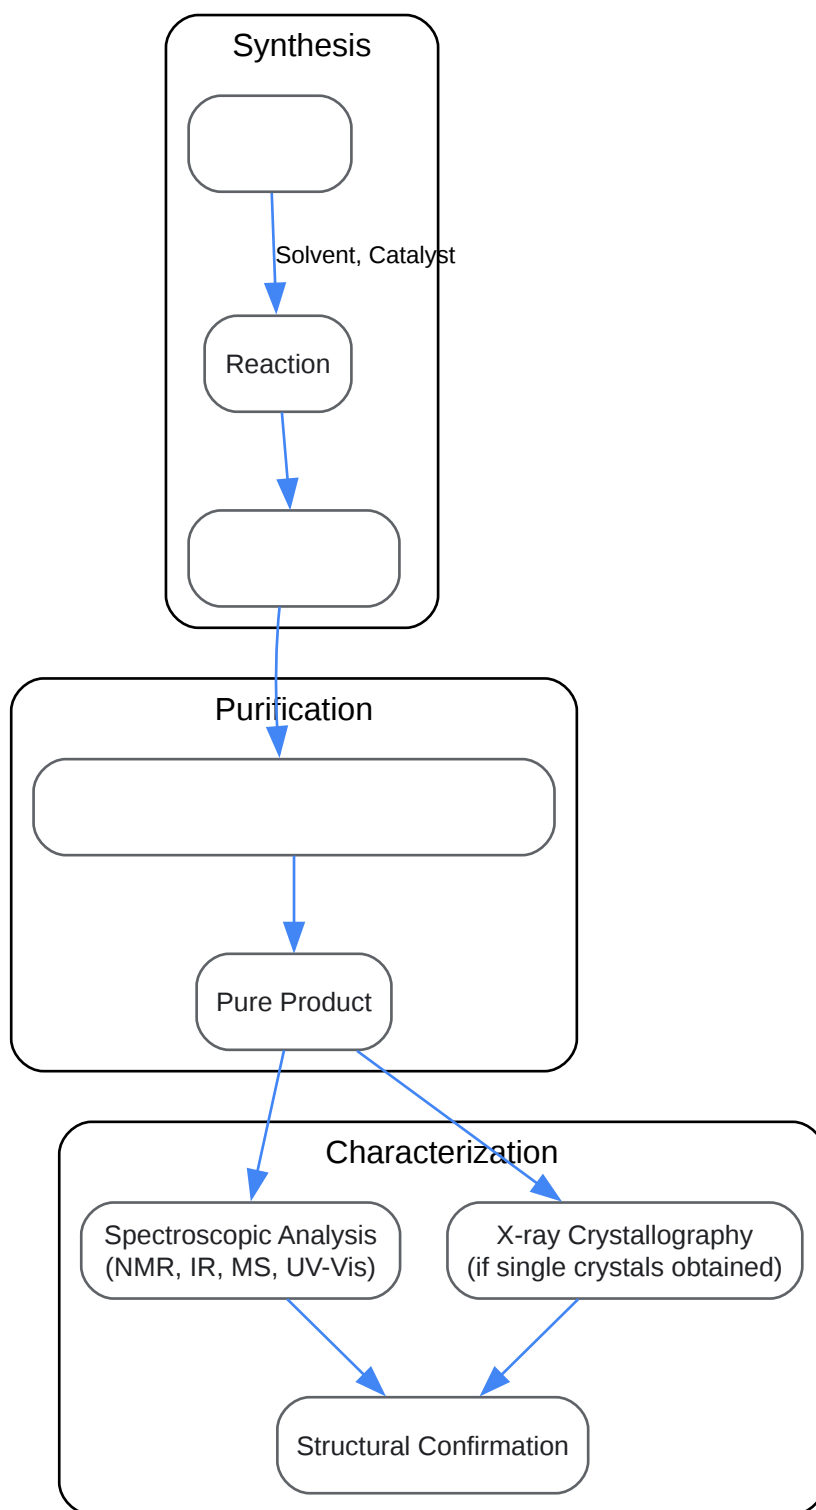 Synthesis
Solvent, Catalyst
Reaction
Purification
Pure Product
Characterization
Spectroscopic Analysis
(NMR, IR, MS, UV-Vis)
X-ray Crystallography
(if single crystals obtained)
Structural Confirmation